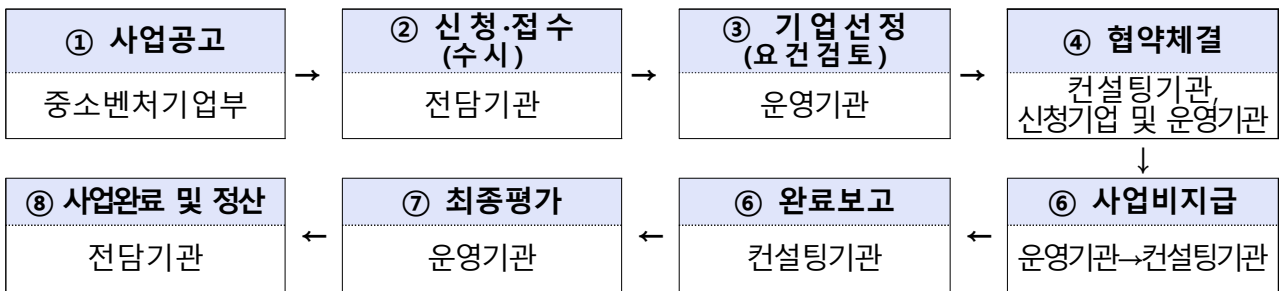 ① 사업공고
중소벤처기업부
→
② 신청·접수
(수시)
전담기관
→
③ 기업선정
(요건검토)
운영기관
→
④ 협약체결
컨설팅기관,
신청기업 및 운영기관
↓
⑥ 사업비지급
운영기관→컨설팅기관
←
⑥ 완료보고
컨설팅기관
←
⑦ 최종평가
운영기관
←
⑧ 사업완료 및 정산
전담기관